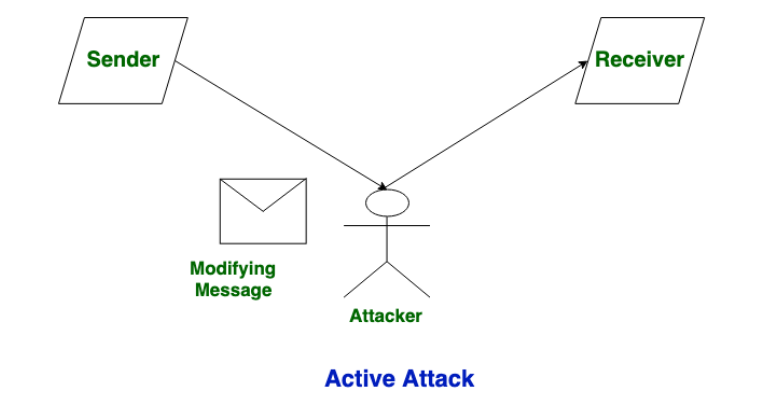 Sender
Receiver
Modifying
Message
Attacker
Active Attack